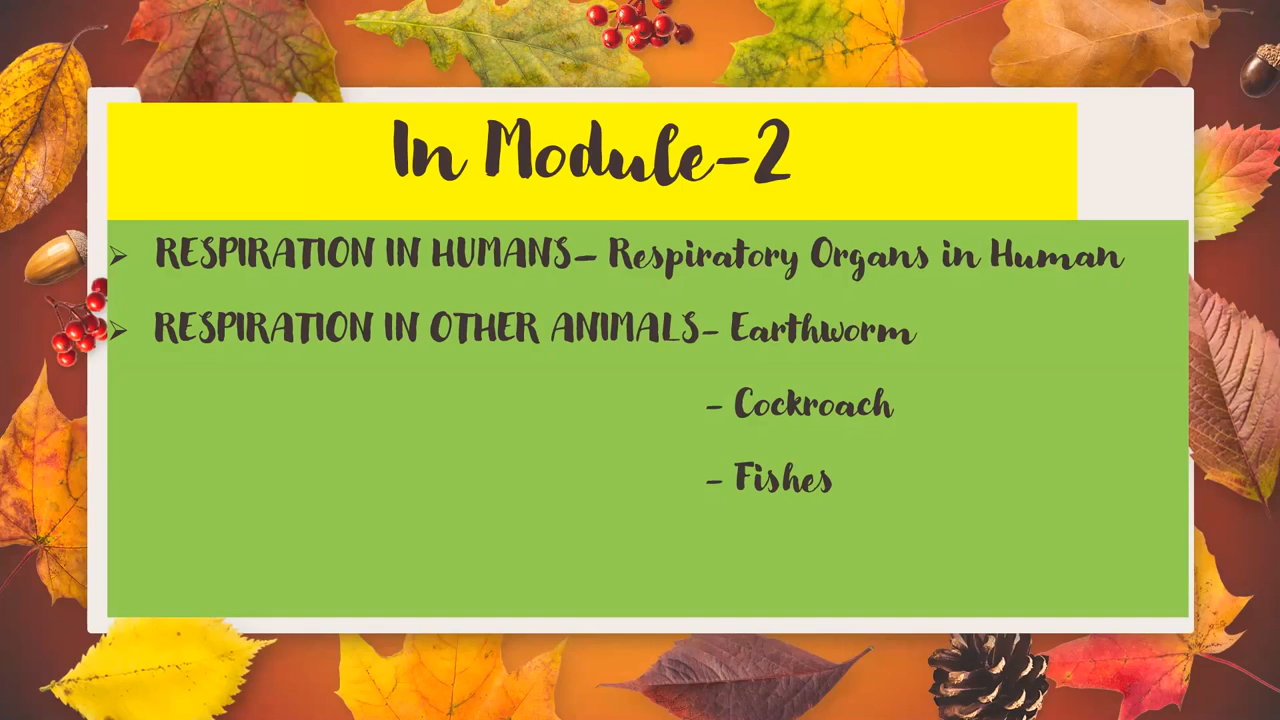 In Module-2
➢ RESPIRATION IN HUMANS– Respiratory Organs in Human
➢ RESPIRATION IN OTHER ANIMALS– Earthworm
– Cockroach
– Fishes